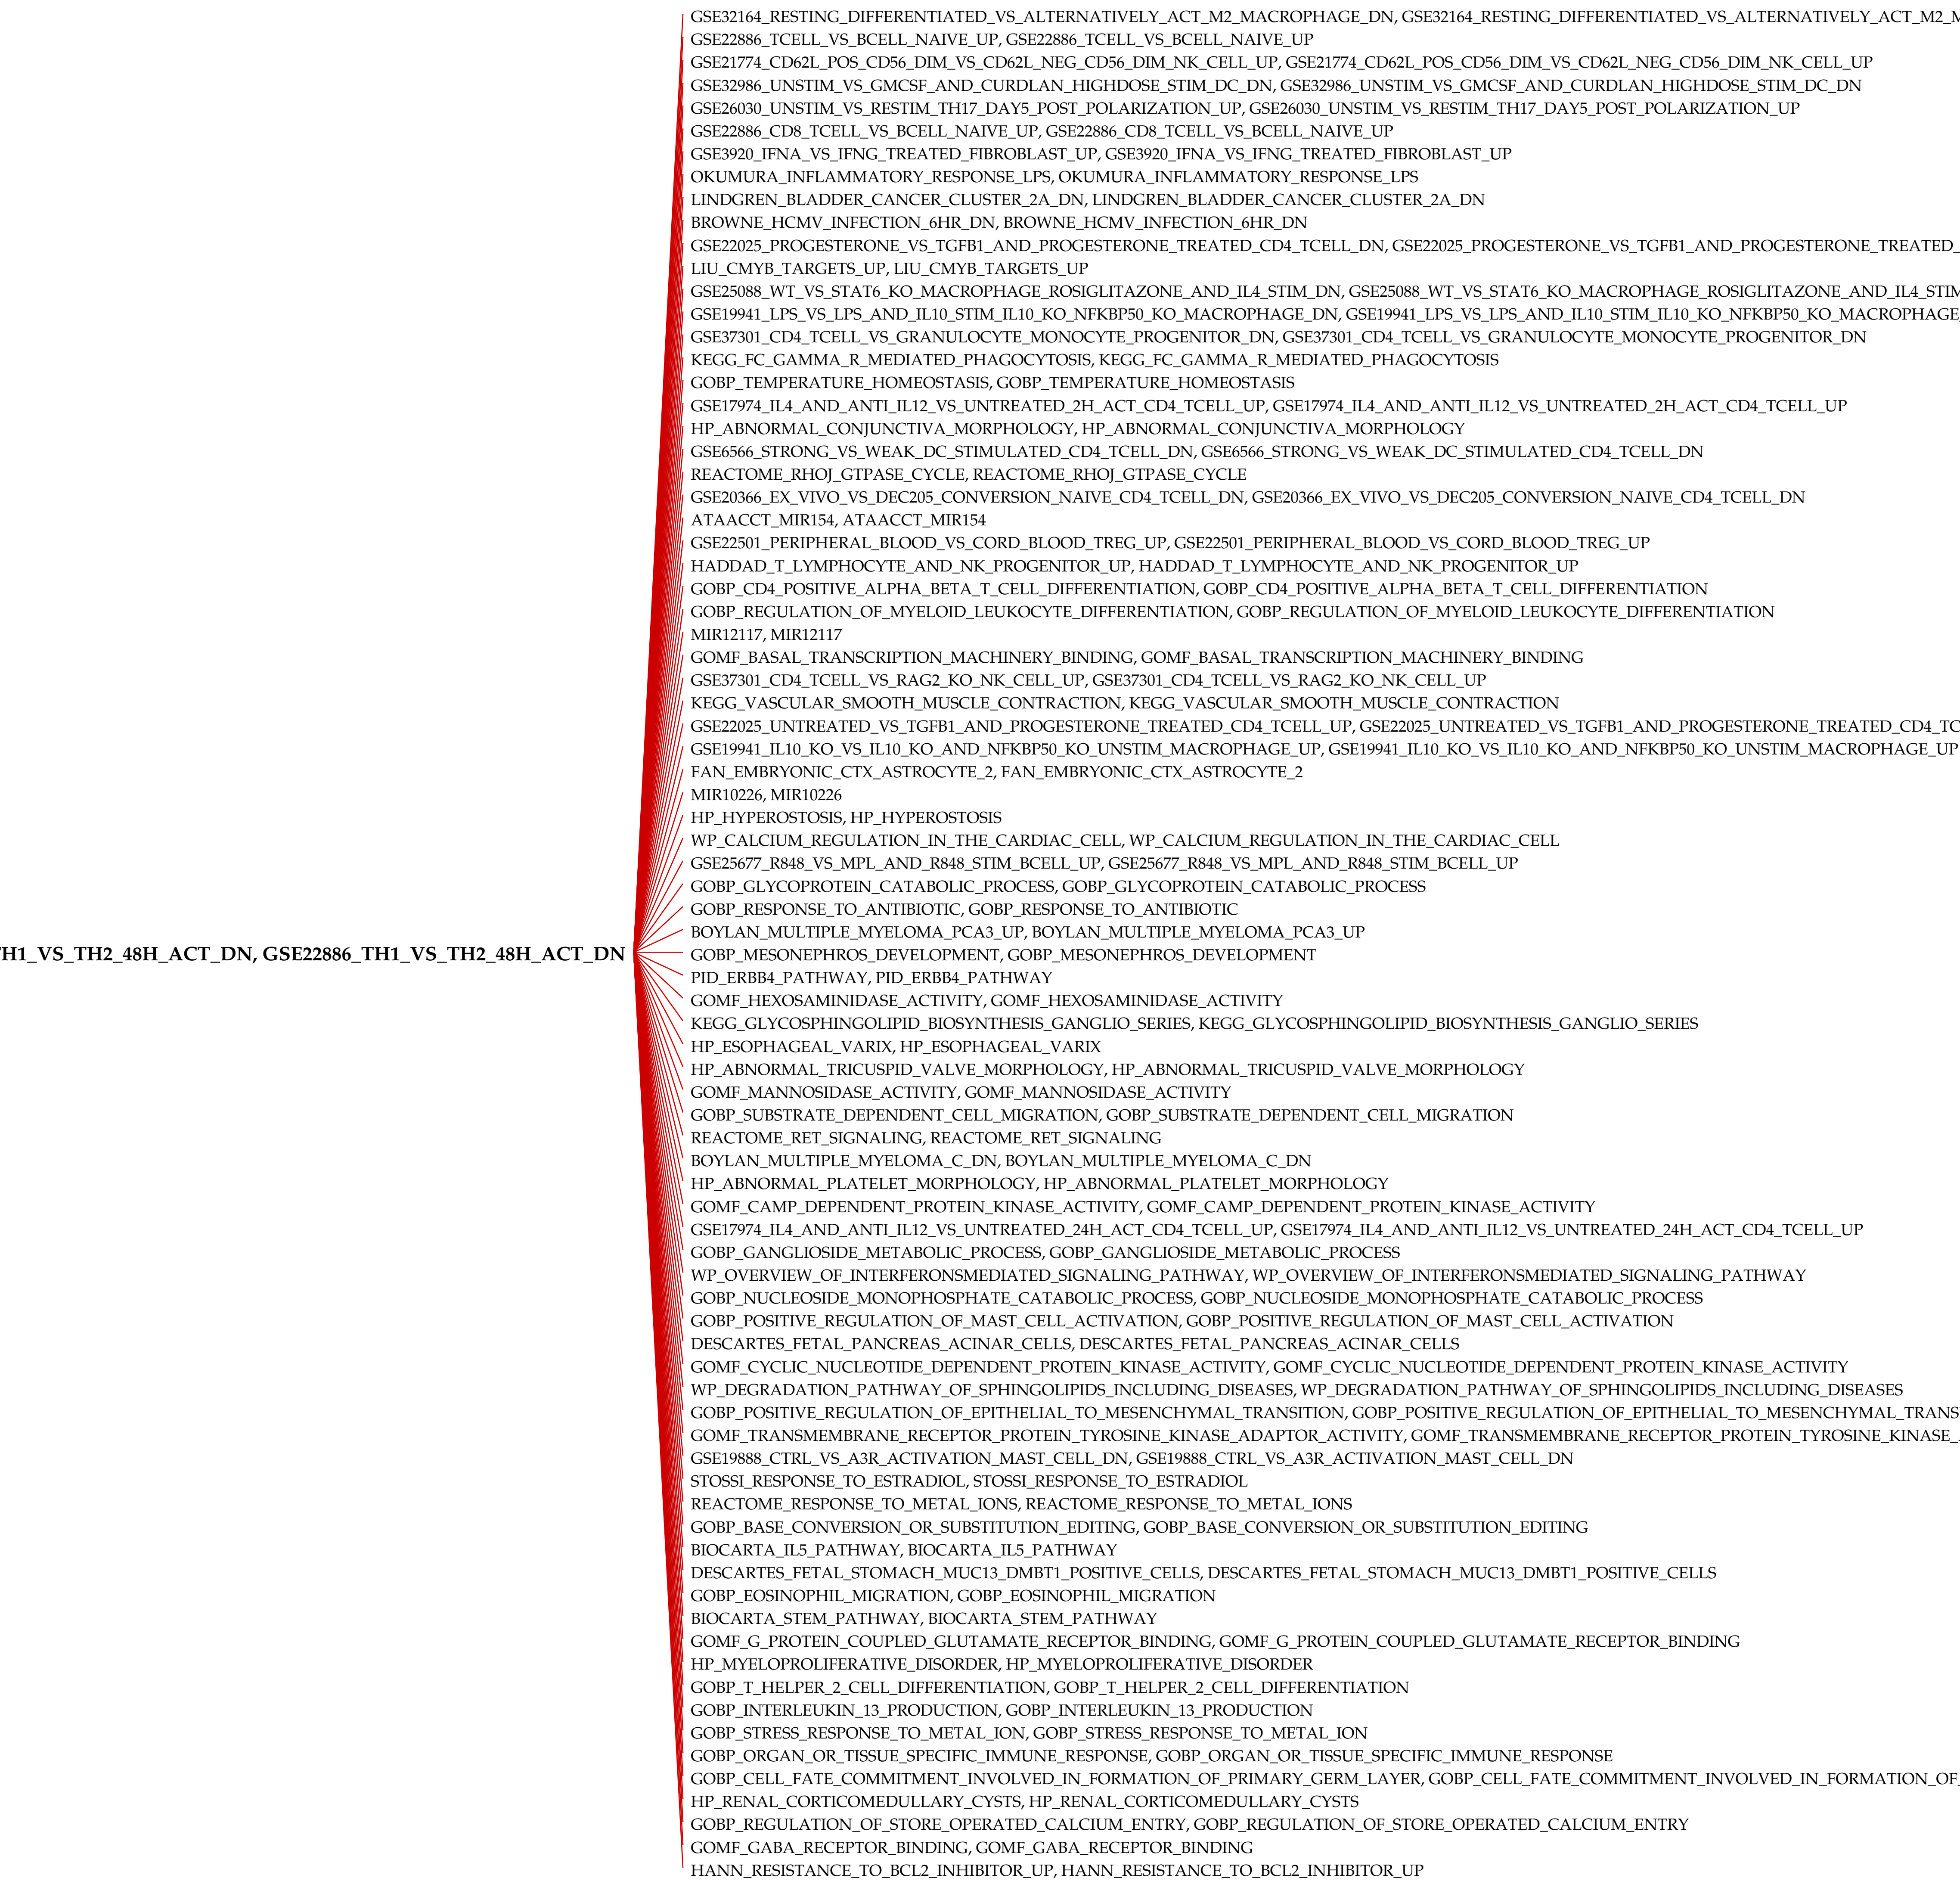 GSE32164_RESTING_DIFFERENTIATED_VS_ALTERNATIVELY_ACT_M2_MACROPHAGE_DN, GSE32164_RESTING_DIFFERENTIATED_VS_ALTERNATIVELY_ACT_M2_M
GSE22886_TCELL_VS_BCELL_NAIVE_UP, GSE22886_TCELL_VS_BCELL_NAIVE_UP
GSE21774_CD62L_POS_CD56_DIM_VS_CD62L_NEG_CD56_DIM_NK_CELL_UP, GSE21774_CD62L_POS_CD56_DIM_VS_CD62L_NEG_CD56_DIM_NK_CELL_UP
GSE32986_UNSTIM_VS_GMCSF_AND_CURDLAN_HIGHDOSE_STIM_DC_DN, GSE32986_UNSTIM_VS_GMCSF_AND_CURDLAN_HIGHDOSE_STIM_DC_DN
GSE26030_UNSTIM_VS_RESTIM_TH17_DAY5_POST_POLARIZATION_UP, GSE26030_UNSTIM_VS_RESTIM_TH17_DAY5_POST_POLARIZATION_UP
GSE22886_CD8_TCELL_VS_BCELL_NAIVE_UP, GSE22886_CD8_TCELL_VS_BCELL_NAIVE_UP
GSE3920_IFNA_VS_IFNG_TREATED_FIBROBLAST_UP, GSE3920_IFNA_VS_IFNG_TREATED_FIBROBLAST_UP
OKUMURA_INFLAMMATORY_RESPONSE_LPS, OKUMURA_INFLAMMATORY_RESPONSE_LPS
LINDGREN_BLADDER_CANCER_CLUSTER_2A_DN, LINDGREN_BLADDER_CANCER_CLUSTER_2A_DN
BROWNE_HCMV_INFECTION_6HR_DN, BROWNE_HCMV_INFECTION_6HR_DN
GSE22025_PROGESTERONE_VS_TGFB1_AND_PROGESTERONE_TREATED_CD4_TCELL_DN, GSE22025_PROGESTERONE_VS_TGFB1_AND_PROGESTERONE_TREATED_
LIU_CMYB_TARGETS_UP, LIU_CMYB_TARGETS_UP
GSE25088_WT_VS_STAT6_KO_MACROPHAGE_ROSIGLITAZONE_AND_IL4_STIM_DN, GSE25088_WT_VS_STAT6_KO_MACROPHAGE_ROSIGLITAZONE_AND_IL4_STIM
GSE19941_LPS_VS_LPS_AND_IL10_STIM_IL10_KO_NFKBP50_KO_MACROPHAGE_DN, GSE19941_LPS_VS_LPS_AND_IL10_STIM_IL10_KO_NFKBP50_KO_MACROPHAGE_
GSE37301_CD4_TCELL_VS_GRANULOCYTE_MONOCYTE_PROGENITOR_DN, GSE37301_CD4_TCELL_VS_GRANULOCYTE_MONOCYTE_PROGENITOR_DN
KEGG_FC_GAMMA_R_MEDIATED_PHAGOCYTOSIS, KEGG_FC_GAMMA_R_MEDIATED_PHAGOCYTOSIS
GOBP_TEMPERATURE_HOMEOSTASIS, GOBP_TEMPERATURE_HOMEOSTASIS
GSE17974_IL4_AND_ANTI_IL12_VS_UNTREATED_2H_ACT_CD4_TCELL_UP, GSE17974_IL4_AND_ANTI_IL12_VS_UNTREATED_2H_ACT_CD4_TCELL_UP
HP_ABNORMAL_CONJUNCTIVA_MORPHOLOGY, HP_ABNORMAL_CONJUNCTIVA_MORPHOLOGY
GSE6566_STRONG_VS_WEAK_DC_STIMULATED_CD4_TCELL_DN, GSE6566_STRONG_VS_WEAK_DC_STIMULATED_CD4_TCELL_DN
REACTOME_RHOJ_GTPASE_CYCLE, REACTOME_RHOJ_GTPASE_CYCLE
GSE20366_EX_VIVO_VS_DEC205_CONVERSION_NAIVE_CD4_TCELL_DN, GSE20366_EX_VIVO_VS_DEC205_CONVERSION_NAIVE_CD4_TCELL_DN
ATAACCT_MIR154, ATAACCT_MIR154
GSE22501_PERIPHERAL_BLOOD_VS_CORD_BLOOD_TREG_UP, GSE22501_PERIPHERAL_BLOOD_VS_CORD_BLOOD_TREG_UP
HADDAD_T_LYMPHOCYTE_AND_NK_PROGENITOR_UP, HADDAD_T_LYMPHOCYTE_AND_NK_PROGENITOR_UP
GOBP_CD4_POSITIVE_ALPHA_BETA_T_CELL_DIFFERENTIATION, GOBP_CD4_POSITIVE_ALPHA_BETA_T_CELL_DIFFERENTIATION
GOBP_REGULATION_OF_MYELOID_LEUKOCYTE_DIFFERENTIATION, GOBP_REGULATION_OF_MYELOID_LEUKOCYTE_DIFFERENTIATION
MIR12117, MIR12117
GOMF_BASAL_TRANSCRIPTION_MACHINERY_BINDING, GOMF_BASAL_TRANSCRIPTION_MACHINERY_BINDING
GSE37301_CD4_TCELL_VS_RAG2_KO_NK_CELL_UP, GSE37301_CD4_TCELL_VS_RAG2_KO_NK_CELL_UP
KEGG_VASCULAR_SMOOTH_MUSCLE_CONTRACTION, KEGG_VASCULAR_SMOOTH_MUSCLE_CONTRACTION
GSE22025_UNTREATED_VS_TGFB1_AND_PROGESTERONE_TREATED_CD4_TCELL_UP, GSE22025_UNTREATED_VS_TGFB1_AND_PROGESTERONE_TREATED_CD4_TC
GSE19941_IL10_KO_VS_IL10_KO_AND_NFKBP50_KO_UNSTIM_MACROPHAGE_UP, GSE19941_IL10_KO_VS_IL10_KO_AND_NFKBP50_KO_UNSTIM_MACROPHAGE_UP
FAN_EMBRYONIC_CTX_ASTROCYTE_2, FAN_EMBRYONIC_CTX_ASTROCYTE_2
MIR10226, MIR10226
HP_HYPEROSTOSIS, HP_HYPEROSTOSIS
WP_CALCIUM_REGULATION_IN_THE_CARDIAC_CELL, WP_CALCIUM_REGULATION_IN_THE_CARDIAC_CELL
GSE25677_R848_VS_MPL_AND_R848_STIM_BCELL_UP, GSE25677_R848_VS_MPL_AND_R848_STIM_BCELL_UP
GOBP_GLYCOPROTEIN_CATABOLIC_PROCESS, GOBP_GLYCOPROTEIN_CATABOLIC_PROCESS
GOBP_RESPONSE_TO_ANTIBIOTIC, GOBP_RESPONSE_TO_ANTIBIOTIC
BOYLAN_MULTIPLE_MYELOMA_PCA3_UP, BOYLAN_MULTIPLE_MYELOMA_PCA3_UP
TH1_VS_TH2_48H_ACT_DN, GSE22886_TH1_VS_TH2_48H_ACT_DN
GOBP_MESONEPHROS_DEVELOPMENT, GOBP_MESONEPHROS_DEVELOPMENT
PID_ERBB4_PATHWAY, PID_ERBB4_PATHWAY
GOMF_HEXOSAMINIDASE_ACTIVITY, GOMF_HEXOSAMINIDASE_ACTIVITY
KEGG_GLYCOSPHINGOLIPID_BIOSYNTHESIS_GANGLIO_SERIES, KEGG_GLYCOSPHINGOLIPID_BIOSYNTHESIS_GANGLIO_SERIES
HP_ESOPHAGEAL_VARIX, HP_ESOPHAGEAL_VARIX
HP_ABNORMAL_TRICUSPID_VALVE_MORPHOLOGY, HP_ABNORMAL_TRICUSPID_VALVE_MORPHOLOGY
GOMF_MANNOSIDASE_ACTIVITY, GOMF_MANNOSIDASE_ACTIVITY
GOBP_SUBSTRATE_DEPENDENT_CELL_MIGRATION, GOBP_SUBSTRATE_DEPENDENT_CELL_MIGRATION
REACTOME_RET_SIGNALING, REACTOME_RET_SIGNALING
BOYLAN_MULTIPLE_MYELOMA_C_DN, BOYLAN_MULTIPLE_MYELOMA_C_DN
HP_ABNORMAL_PLATELET_MORPHOLOGY, HP_ABNORMAL_PLATELET_MORPHOLOGY
GOMF_CAMP_DEPENDENT_PROTEIN_KINASE_ACTIVITY, GOMF_CAMP_DEPENDENT_PROTEIN_KINASE_ACTIVITY
GSE17974_IL4_AND_ANTI_IL12_VS_UNTREATED_24H_ACT_CD4_TCELL_UP, GSE17974_IL4_AND_ANTI_IL12_VS_UNTREATED_24H_ACT_CD4_TCELL_UP
GOBP_GANGLIOSIDE_METABOLIC_PROCESS, GOBP_GANGLIOSIDE_METABOLIC_PROCESS
WP_OVERVIEW_OF_INTERFERONSMEDIATED_SIGNALING_PATHWAY, WP_OVERVIEW_OF_INTERFERONSMEDIATED_SIGNALING_PATHWAY
GOBP_NUCLEOSIDE_MONOPHOSPHATE_CATABOLIC_PROCESS, GOBP_NUCLEOSIDE_MONOPHOSPHATE_CATABOLIC_PROCESS
GOBP_POSITIVE_REGULATION_OF_MAST_CELL_ACTIVATION, GOBP_POSITIVE_REGULATION_OF_MAST_CELL_ACTIVATION
DESCARTES_FETAL_PANCREAS_ACINAR_CELLS, DESCARTES_FETAL_PANCREAS_ACINAR_CELLS
GOMF_CYCLIC_NUCLEOTIDE_DEPENDENT_PROTEIN_KINASE_ACTIVITY, GOMF_CYCLIC_NUCLEOTIDE_DEPENDENT_PROTEIN_KINASE_ACTIVITY
WP_DEGRADATION_PATHWAY_OF_SPHINGOLIPIDS_INCLUDING_DISEASES, WP_DEGRADATION_PATHWAY_OF_SPHINGOLIPIDS_INCLUDING_DISEASES
GOBP_POSITIVE_REGULATION_OF_EPITHELIAL_TO_MESENCHYMAL_TRANSITION, GOBP_POSITIVE_REGULATION_OF_EPITHELIAL_TO_MESENCHYMAL_TRANS
GOMF_TRANSMEMBRANE_RECEPTOR_PROTEIN_TYROSINE_KINASE_ADAPTOR_ACTIVITY, GOMF_TRANSMEMBRANE_RECEPTOR_PROTEIN_TYROSINE_KINASE_
GSE19888_CTRL_VS_A3R_ACTIVATION_MAST_CELL_DN, GSE19888_CTRL_VS_A3R_ACTIVATION_MAST_CELL_DN
STOSSI_RESPONSE_TO_ESTRADIOL, STOSSI_RESPONSE_TO_ESTRADIOL
REACTOME_RESPONSE_TO_METAL_IONS, REACTOME_RESPONSE_TO_METAL_IONS
GOBP_BASE_CONVERSION_OR_SUBSTITUTION_EDITING, GOBP_BASE_CONVERSION_OR_SUBSTITUTION_EDITING
BIOCARTA_IL5_PATHWAY, BIOCARTA_IL5_PATHWAY
DESCARTES_FETAL_STOMACH_MUC13_DMBT1_POSITIVE_CELLS, DESCARTES_FETAL_STOMACH_MUC13_DMBT1_POSITIVE_CELLS
GOBP_EOSINOPHIL_MIGRATION, GOBP_EOSINOPHIL_MIGRATION
BIOCARTA_STEM_PATHWAY, BIOCARTA_STEM_PATHWAY
GOMF_G_PROTEIN_COUPLED_GLUTAMATE_RECEPTOR_BINDING, GOMF_G_PROTEIN_COUPLED_GLUTAMATE_RECEPTOR_BINDING
HP_MYELOPROLIFERATIVE_DISORDER, HP_MYELOPROLIFERATIVE_DISORDER
GOBP_T_HELPER_2_CELL_DIFFERENTIATION, GOBP_T_HELPER_2_CELL_DIFFERENTIATION
GOBP_INTERLEUKIN_13_PRODUCTION, GOBP_INTERLEUKIN_13_PRODUCTION
GOBP_STRESS_RESPONSE_TO_METAL_ION, GOBP_STRESS_RESPONSE_TO_METAL_ION
GOBP_ORGAN_OR_TISSUE_SPECIFIC_IMMUNE_RESPONSE, GOBP_ORGAN_OR_TISSUE_SPECIFIC_IMMUNE_RESPONSE
GOBP_CELL_FATE_COMMITMENT_INVOLVED_IN_FORMATION_OF_PRIMARY_GERM_LAYER, GOBP_CELL_FATE_COMMITMENT_INVOLVED_IN_FORMATION_OF_
HP_RENAL_CORTICOMEDULLARY_CYSTS, HP_RENAL_CORTICOMEDULLARY_CYSTS
GOBP_REGULATION_OF_STORE_OPERATED_CALCIUM_ENTRY, GOBP_REGULATION_OF_STORE_OPERATED_CALCIUM_ENTRY
GOMF_GABA_RECEPTOR_BINDING, GOMF_GABA_RECEPTOR_BINDING
HANN_RESISTANCE_TO_BCL2_INHIBITOR_UP, HANN_RESISTANCE_TO_BCL2_INHIBITOR_UP